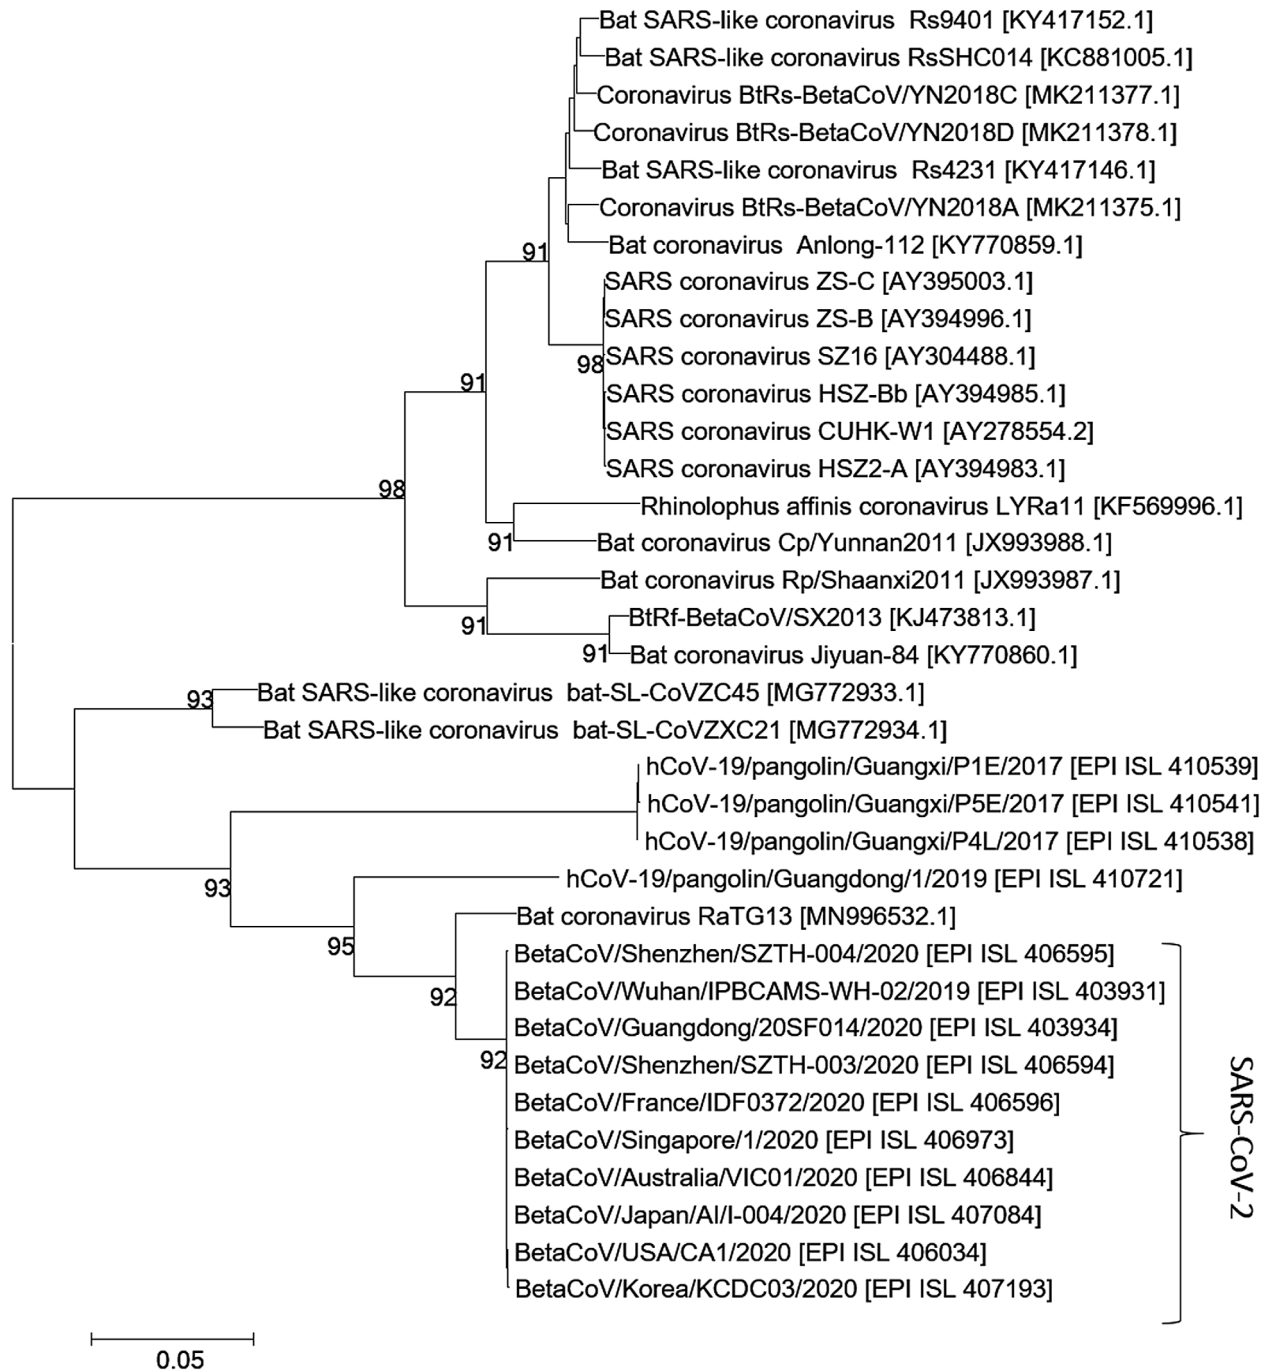 Bat SARS-like coronavirus Rs9401 [KY417152.1]
Bat SARS-like coronavirus RsSHC014 [KC881005.1]
Coronavirus BtRs-BetaCoV/YN2018C [MK211377.1]
Coronavirus BtRs-BetaCoV/YN2018D [MK211378.1]
Bat SARS-like coronavirus Rs4231 [KY417146.1]
Coronavirus BtRs-BetaCoV/YN2018A [MK211375.1]
Bat coronavirus Anlong-112 [KY770859.1]
91
SARS coronavirus ZS-C [AY395003.1]
SARS coronavirus ZS-B [AY394996.1]
SARS coronavirus SZ16 [AY304488.1]
98
SARS coronavirus HSZ-Bb [AY394985.1]
91
SARS coronavirus CUHK-W1 [AY278554.2]
SARS coronavirus HSZ2-A [AY394983.1]
98
Rhinolophus affinis coronavirus LYRa11 [KF569996.1]
Bat coronavirus Cp/Yunnan2011 [JX993988.1]
91
Bat coronavirus Rp/Shaanxi2011 [JX993987.1]
BtRf-BetaCoV/SX2013 [KJ473813.1]
91
Bat coronavirus Jiyuan-84 [KY770860.1]
91
Bat SARS-like coronavirus bat-SL-CoVZC45 [MG772933.1]
93
Bat SARS-like coronavirus bat-SL-CoVZXC21 [MG772934.1]
hCoV-19/pangolin/Guangxi/P1E/2017 [EPI ISL 410539]
hCoV-19/pangolin/Guangxi/P5E/2017 [EPI ISL 410541]
hCoV-19/pangolin/Guangxi/P4L/2017 [EPI ISL 410538]
hCoV-19/pangolin/Guangdong/1/2019 [EPI ISL 410721]
93
Bat coronavirus RaTG13 [MN996532.1]
95
BetaCoV/Shenzhen/SZTH-004/2020 [EPI ISL 406595]
BetaCoV/Wuhan/IPBCAMS-WH-02/2019 [EPI ISL 403931]
92
BetaCoV/Guangdong/20SF014/2020 [EPI ISL 403934]
BetaCoV/Shenzhen/SZTH-003/2020 [EPI ISL 406594]
92
BetaCoV/France/IDF0372/2020 [EPI ISL 406596]
BetaCoV/Singapore/1/2020 [EPI ISL 406973]
BetaCoV/Australia/VIC01/2020 [EPI ISL 406844]
BetaCoV/Japan/AI/I-004/2020 [EPI ISL 407084]
BetaCoV/USA/CA1/2020 [EPI ISL 406034]
BetaCoV/Korea/KCDC03/2020 [EPI ISL 407193]
SARS-CoV-2
0.05